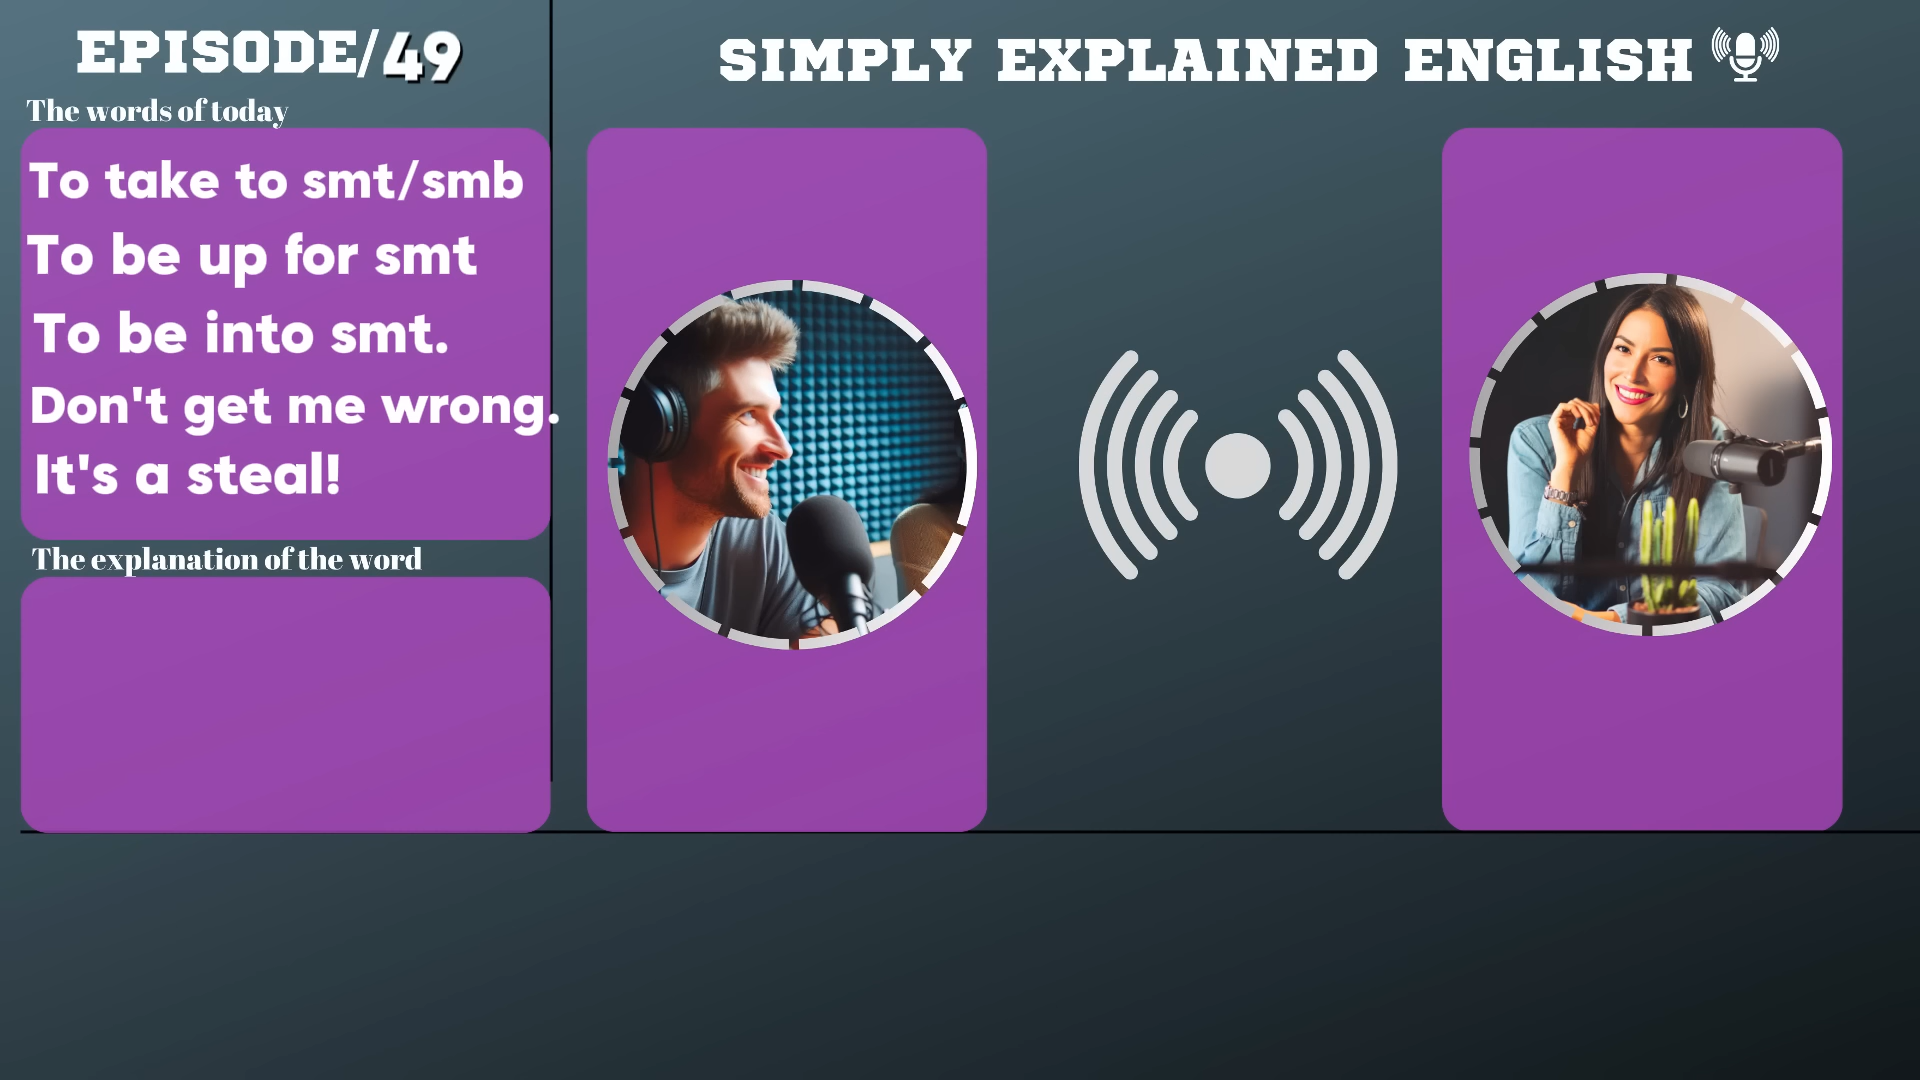 EPISODE/49
The words of today
To take to smt/smb
To be up for smt
To be into smt.
Don't get me wrong.
It's a steal!
The explanation of the word
SIMPLY EXPLAINED ENGLISH